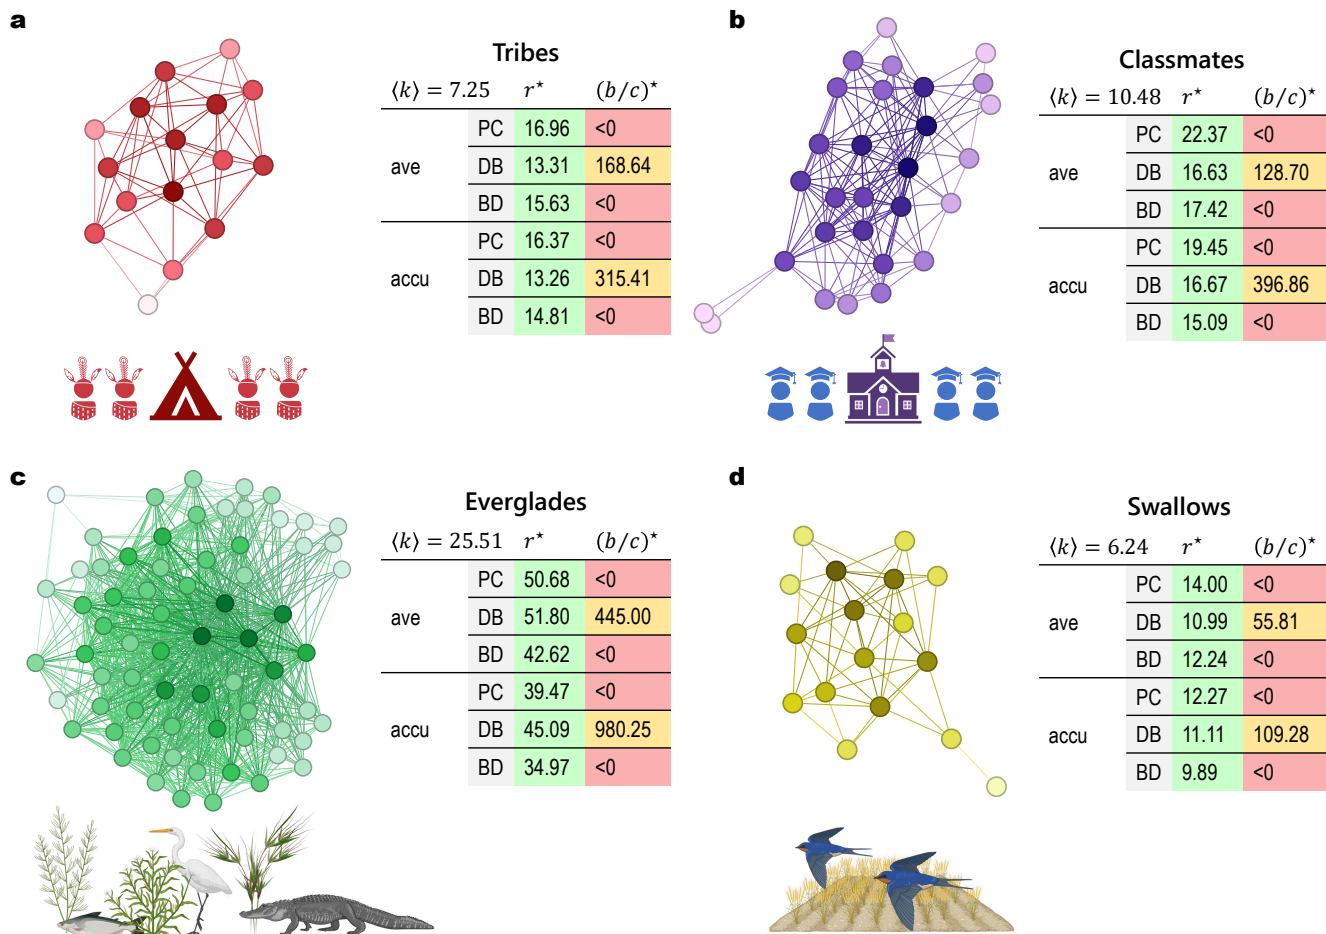 a
Tribes
⟨k⟩ = 7.25 r* (b/c)*
ave
PC 16.96 <0
DB 13.31 168.64
BD 15.63 <0
accu
PC 16.37 <0
DB 13.26 315.41
BD 14.81 <0
b
Classmates
⟨k⟩ = 10.48 r* (b/c)*
ave
PC 22.37 <0
DB 16.63 128.70
BD 17.42 <0
accu
PC 19.45 <0
DB 16.67 396.86
BD 15.09 <0
c
Everglades
⟨k⟩ = 25.51 r* (b/c)*
ave
PC 50.68 <0
DB 51.80 445.00
BD 42.62 <0
accu
PC 39.47 <0
DB 45.09 980.25
BD 34.97 <0
d
Swallows
⟨k⟩ = 6.24 r* (b/c)*
ave
PC 14.00 <0
DB 10.99 55.81
BD 12.24 <0
accu
PC 12.27 <0
DB 11.11 109.28
BD 9.89 <0